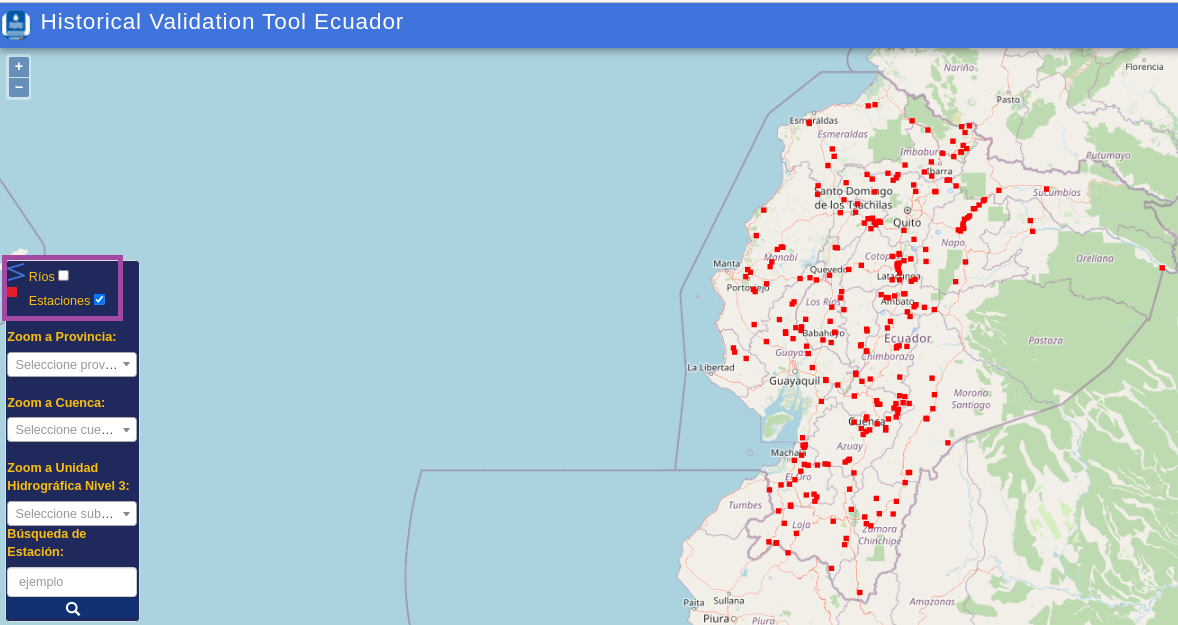 Historical Validation Tool Ecuador
+
−
Ríos
Estaciones
Zoom a Provincia:
Seleccione prov...
Zoom a Cuenca:
Seleccione cue...
Zoom a Unidad
Hidrográfica Nivel 3:
Seleccione sub...
Búsqueda de
Estación:
ejemplo
Nariño
Florencia
Pasto
Esmeraldas
Esmeraldas
Imbabura
Putumayo
Ibarra
Sucumbios
Santo Domingo
de los Tsáchilas
Quito
Napo
Manabí
Cotop
Orellana
Manta
Quevedo
Latacunga
Portoviejo
Los Ríos
Ambato
Babahoyo
Ecuador
Pastaza
Guayas
Chimborazo
La Libertad
Guayaquil
Morona
Santiago
Cuenca
Azuay
Machala
El Oro
Tumbes
Loja
Zamora
Chinchipe
Amazonas
Paita
Sullana
Piura
Piura